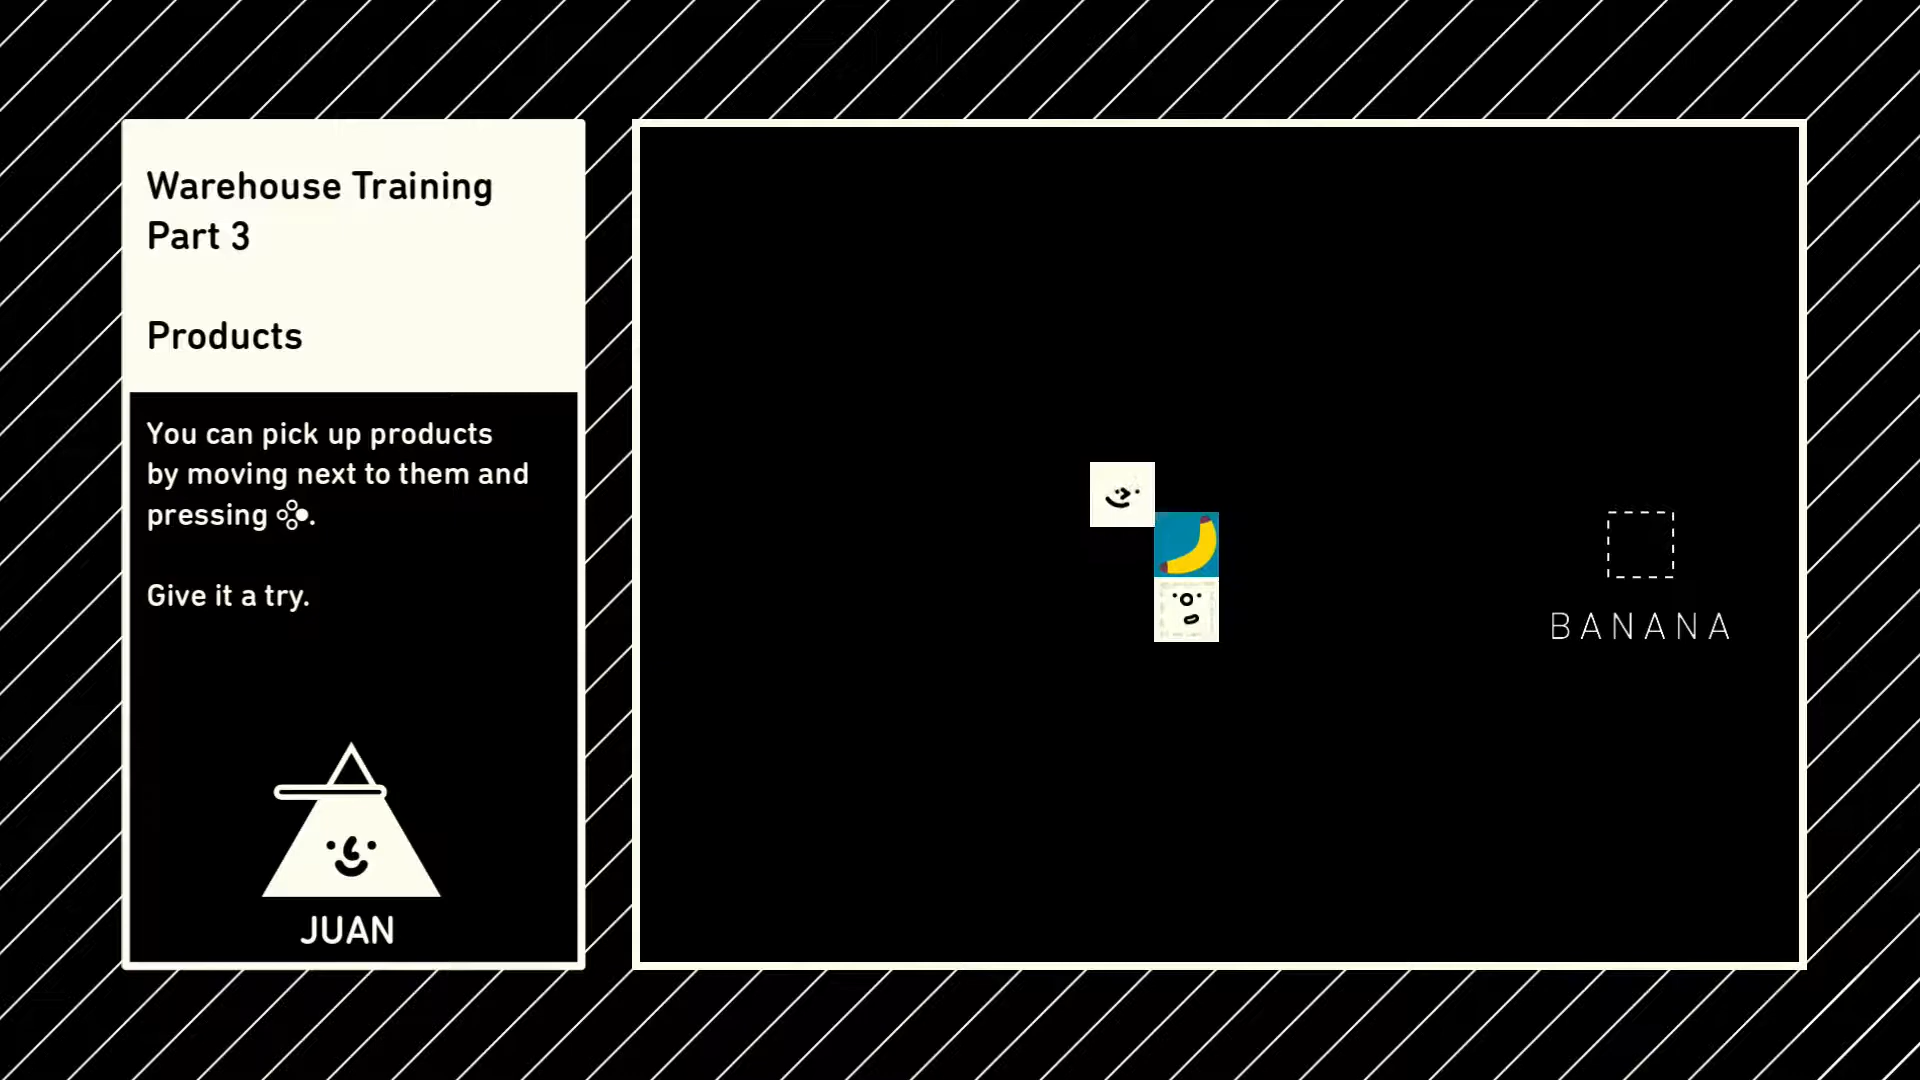 Warehouse Training
Part 3
Products
You can pick up products
by moving next to them and
pressing .
Give it a try.
JUAN
BANANA